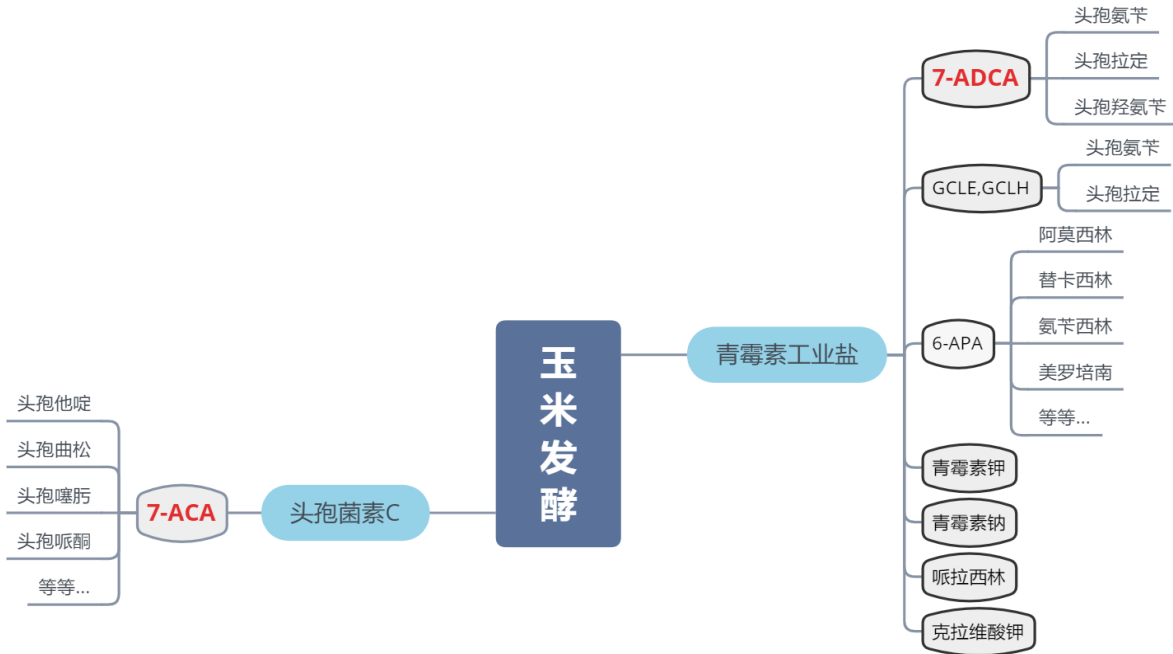 玉米发酵
青霉素工业盐
7-ADCA
头孢氨苄
头孢拉定
头孢羟氨苄
GCLE,GCLH
头孢氨苄
头孢拉定
6-APA
阿莫西林
替卡西林
氨苄西林
美罗培南
等等...
青霉素钾
青霉素钠
哌拉西林
克拉维酸钾
头孢菌素C
7-ACA
头孢他啶
头孢曲松
头孢噻肟
头孢哌酮
等等...